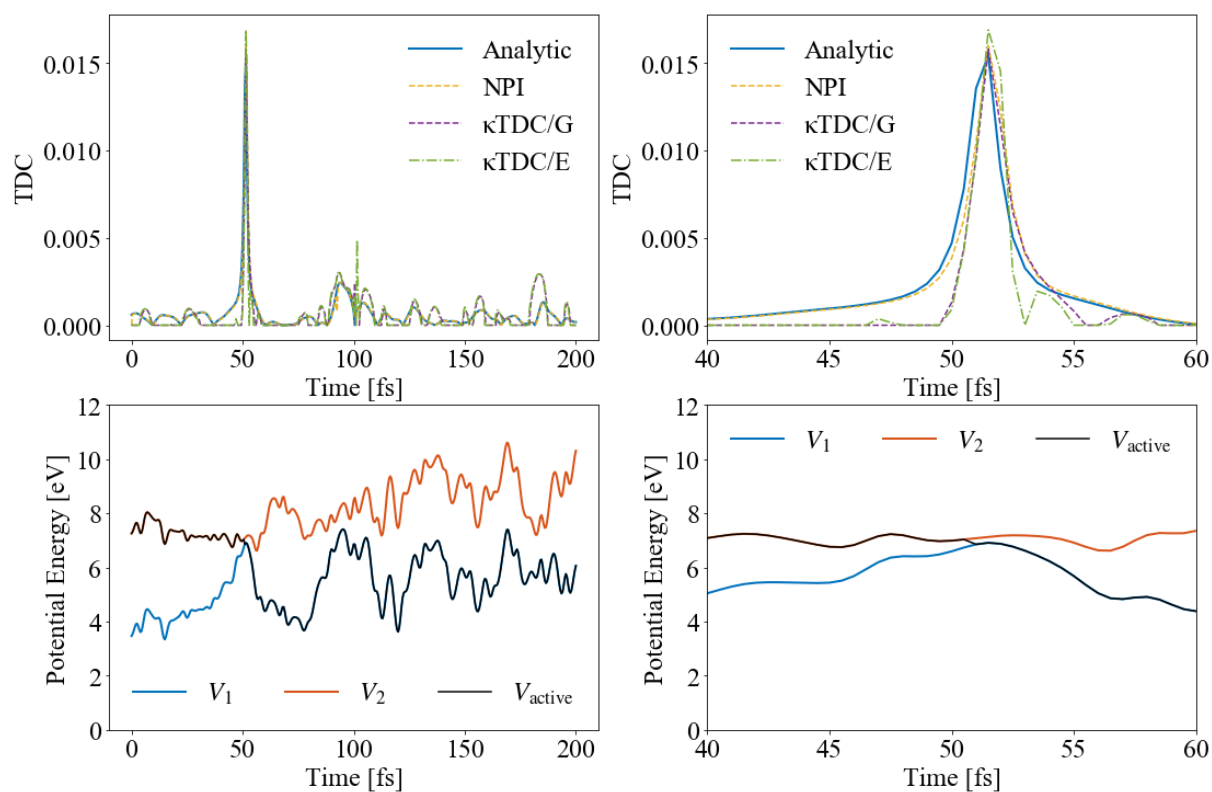 TDC
0.015
0.010
0.005
0.000
Analytic
NPI
κTDC/G
κTDC/E
0 50 100 150 200
Time [fs]
TDC
0.015
0.010
0.005
0.000
Analytic
NPI
κTDC/G
κTDC/E
40 45 50 55 60
Time [fs]
Potential Energy [eV]
12
10
8
6
4
2
0
V1 V2 Vactive
0 50 100 150 200
Time [fs]
Potential Energy [eV]
12
10
8
6
4
2
0
V1 V2 Vactive
40 45 50 55 60
Time [fs]